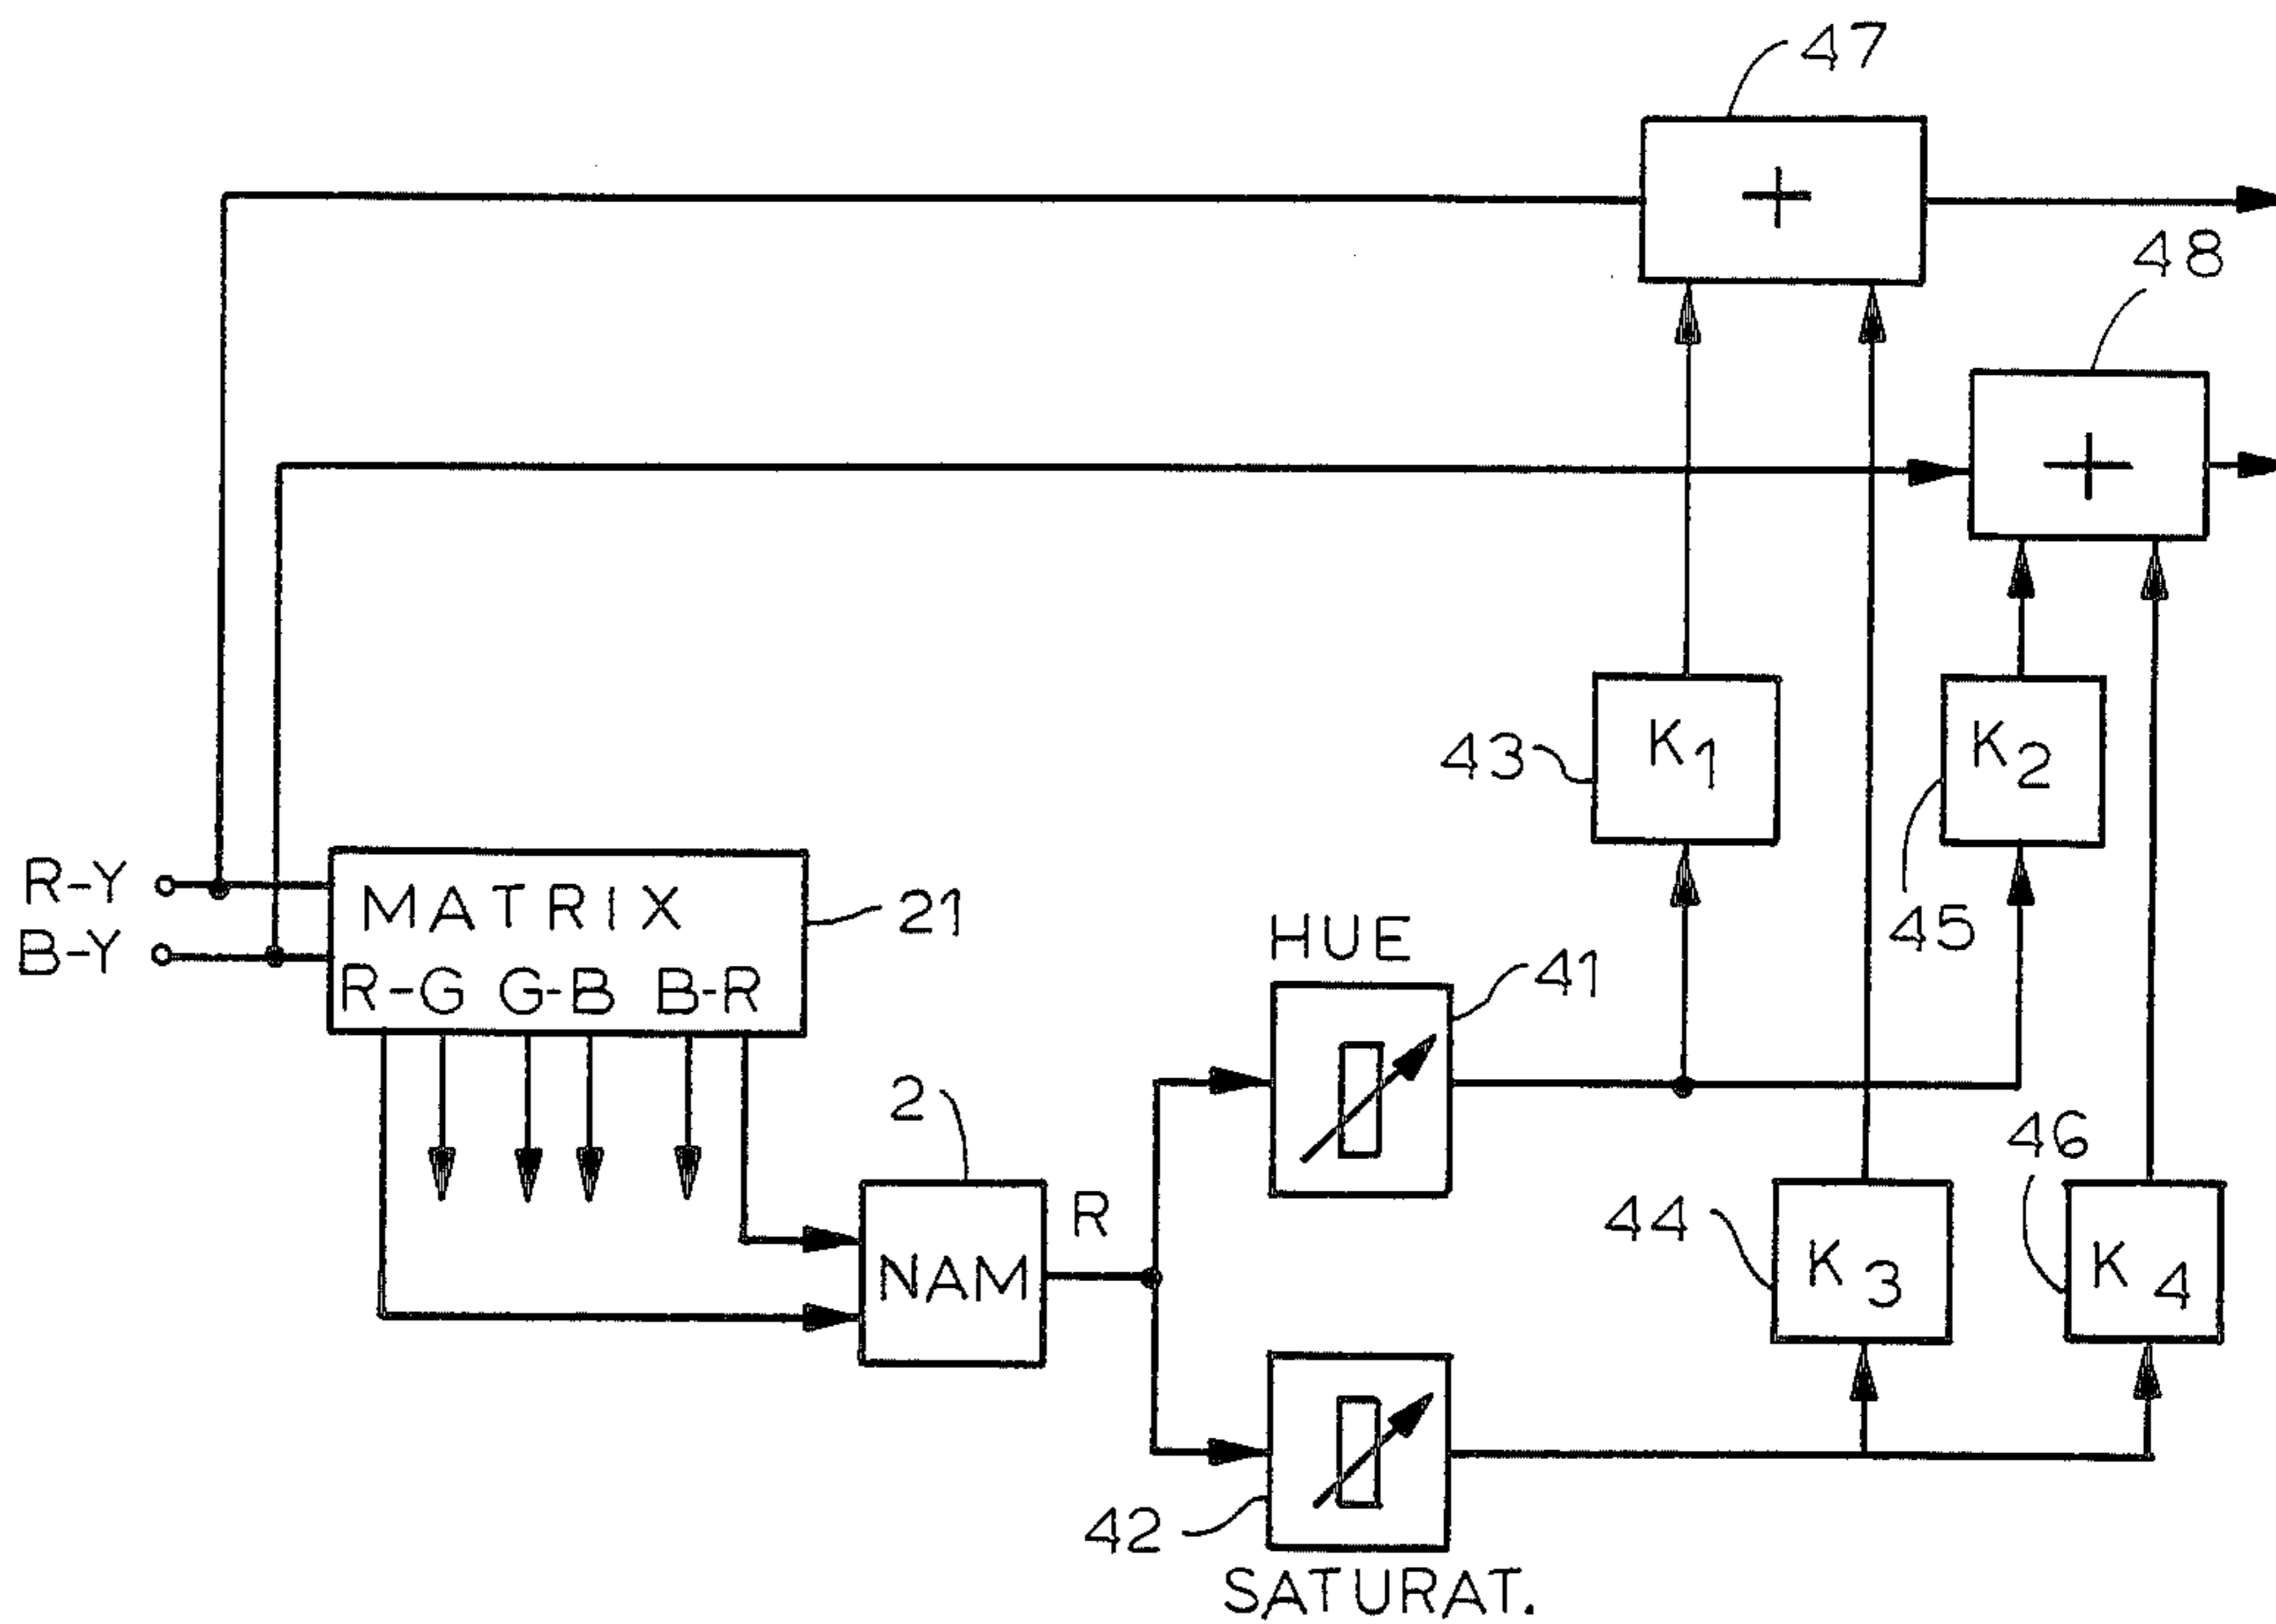 47
+
48
+
K1
43
K2
45
R-Y
B-Y
MATRIX
R-G G-B B-R
21
HUE
41
2
R
NAM
46
44
K3
K4
42
SATURAT.